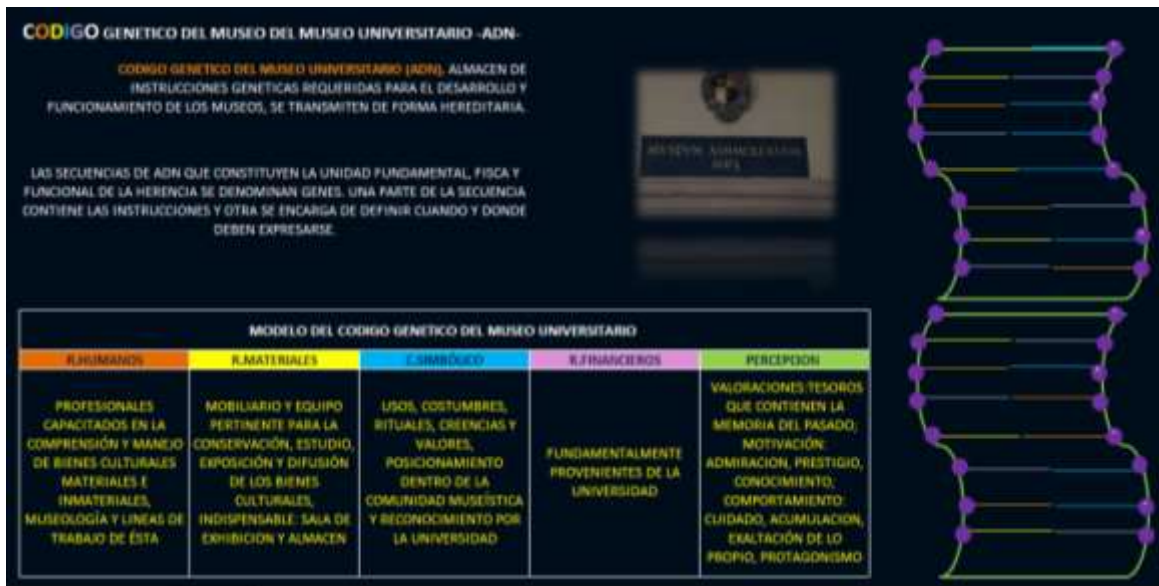 CODIGO GENETICO DEL MUSEO DEL MUSEO UNIVERSITARIO -ADN-
CODIGO GENETICO DEL MUSEO UNIVERSITARIO (ADN), ALMACEN DE
INSTRUCCIONES GENETICAS REQUERIDAS PARA EL DESARROLLO Y
FUNCIONAMIENTO DE LOS MUSEOS, SE TRANSMITEN DE FORMA HEREDITARIA.
LAS SECUENCIAS DE ADN QUE CONSTITUYEN LA UNIDAD FUNDAMENTAL, FISCA Y
FUNCIONAL DE LA HERENCIA SE DENOMINAN GENES. UNA PARTE DE LA SECUENCIA
CONTIENE LAS INSTRUCCIONES Y OTRA SE ENCARGA DE DEFINIR CUANDO Y DONDE
DEBEN EXPRESARSE.
MODELO DEL CODIGO GENETICO DEL MUSEO UNIVERSITARIO
R.HUMANOS
PROFESIONALES
CAPACITADOS EN LA
COMPRENSIÓN Y MANEJO
DE BIENES CULTURALES
MATERIALES E
INMATERIALES,
MUSEOLOGÍA Y LINEAS DE
TRABAJO DE ÉSTA
R.MATERIALES
MOBILIARIO Y EQUIPO
PERTINENTE PARA LA
CONSERVACIÓN, ESTUDIO,
EXPOSICIÓN Y DIFUSIÓN
DE LOS BIENES
CULTURALES,
INDISPENSABLE: SALA DE
EXHIBICION Y ALMACEN
C.SIMBÓLICO
USOS, COSTUMBRES,
RITUALES, CREENCIAS Y
VALORES,
POSICIONAMIENTO
DENTRO DE LA
COMUNIDAD MUSEÍSTICA
Y RECONOCIMIENTO POR
LA UNIVERSIDAD
R.FINANCIEROS
FUNDAMENTALMENTE
PROVENIENTES DE LA
UNIVERSIDAD
PERCEPCION
VALORACIONES:TESOROS
QUE CONTIENEN LA
MEMORIA DEL PASADO;
MOTIVACIÓN:
ADMIRACION, PRESTIGIO,
CONOCIMIENTO;
COMPORTAMIENTO:
CUIDADO, ACUMULACION,
EXALTACIÓN DE LO
PROPIO, PROTAGONISMO